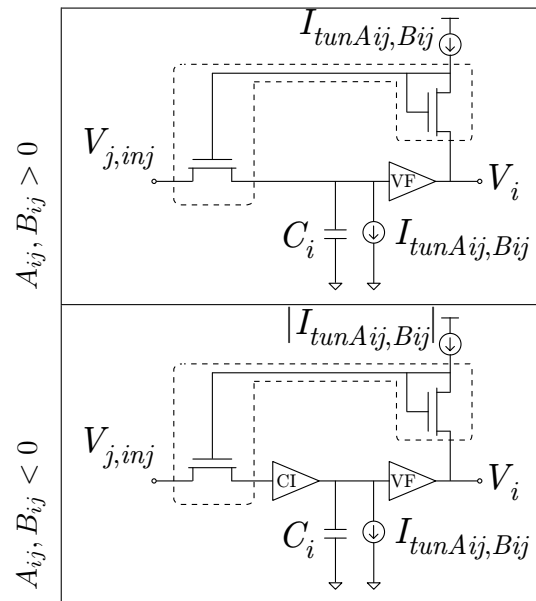 A_{ij}, B_{ij} > 0
I_{tunAij,Bij}
V_{j,inj}
VF
V_i
C_i
I_{tunAij,Bij}
A_{ij}, B_{ij} < 0
|I_{tunAij,Bij}|
V_{j,inj}
CI
VF
V_i
C_i
I_{tunAij,Bij}